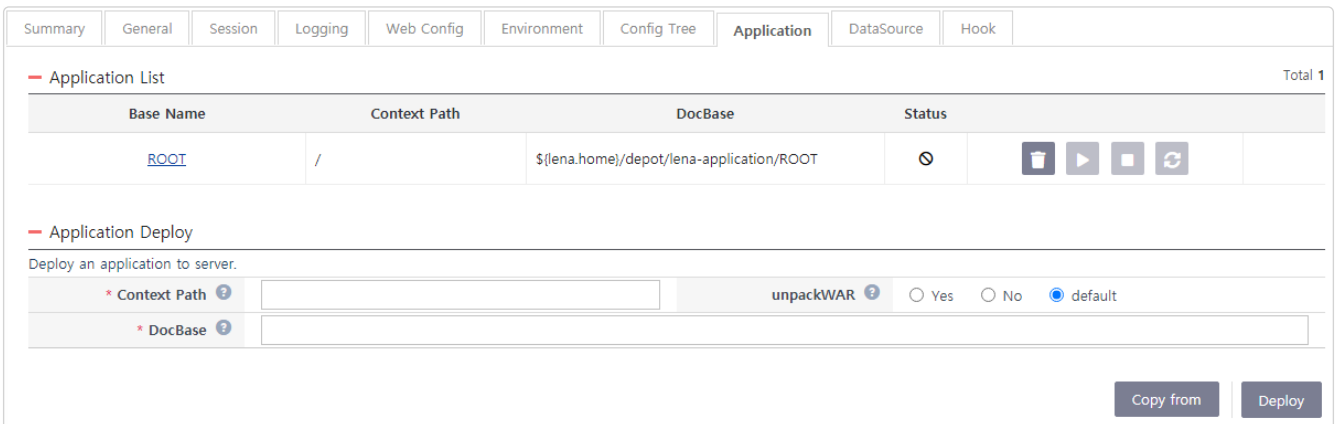 Summary General Session Logging Web Config Environment Config Tree Application DataSource Hook
Application List Total 1
Base Name Context Path DocBase Status
ROOT / ${lena.home}/depot/lena-application/ROOT
Application Deploy
Deploy an application to server.
* Context Path ? unpackWAR ? Yes No default
* DocBase ?
Copy from Deploy